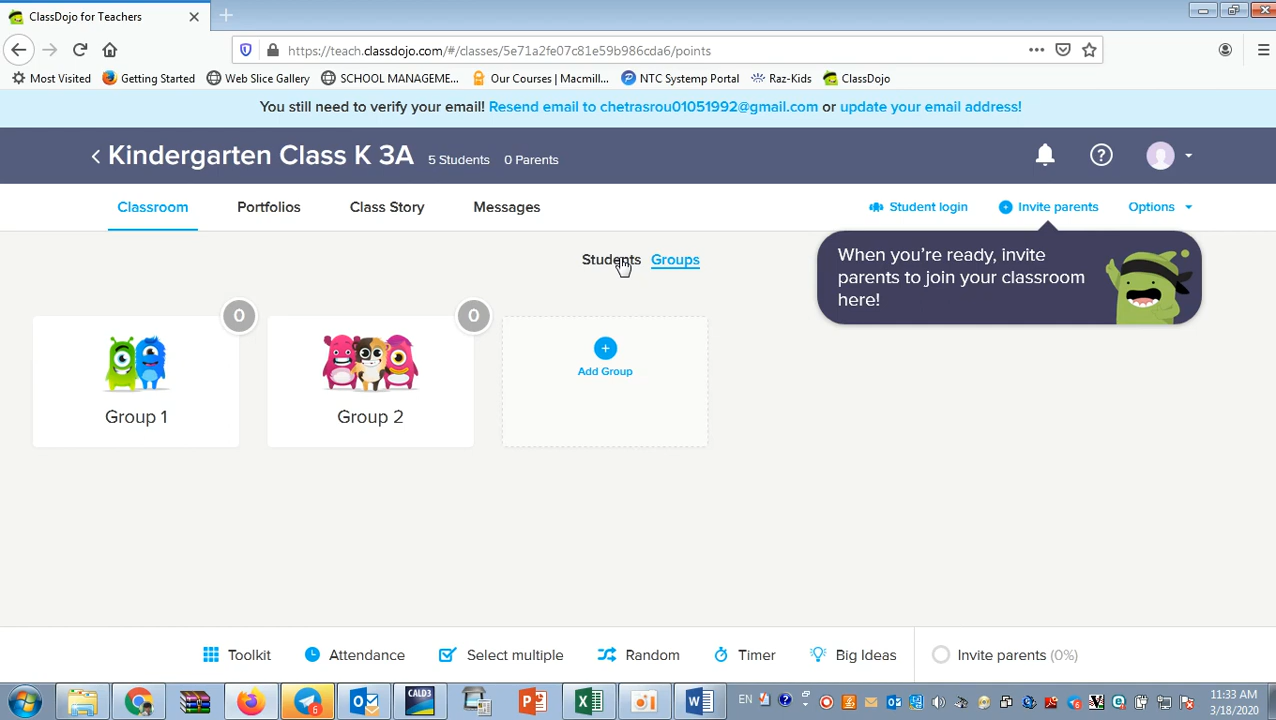 ClassDojo for Teachers
https://teach.classdojo.com/#/classes/5e71a2fe07c81e59b986cda6/points
Most Visited Getting Started Web Slice Gallery SCHOOL MANAGEME... Our Courses | Macmill... NTC Systemp Portal Raz-Kids ClassDojo
You still need to verify your email! Resend email to chetrasrou01051992@gmail.com or update your email address!
Kindergarten Class K 3A 5 Students 0 Parents
Classroom Portfolios Class Story Messages Student login Invite parents Options
Students Groups
When you're ready, invite
parents to join your classroom
here!
0 0
Add Group
Group 1 Group 2
Toolkit Attendance Select multiple Random Timer Big Ideas Invite parents (0%)
CALD3
6
EN
11:33 AM
3/18/2020